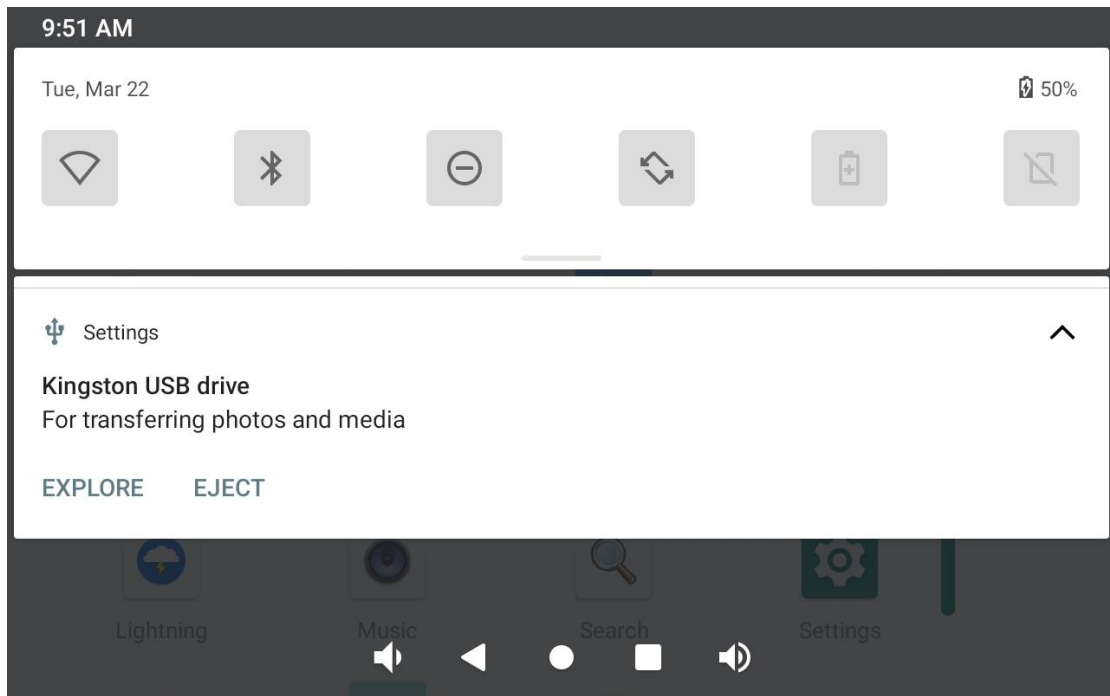 9:51 AM
Tue, Mar 22
50%
Settings
Kingston USB drive
For transferring photos and media
EXPLORE EJECT
Lightning Music Search Settings